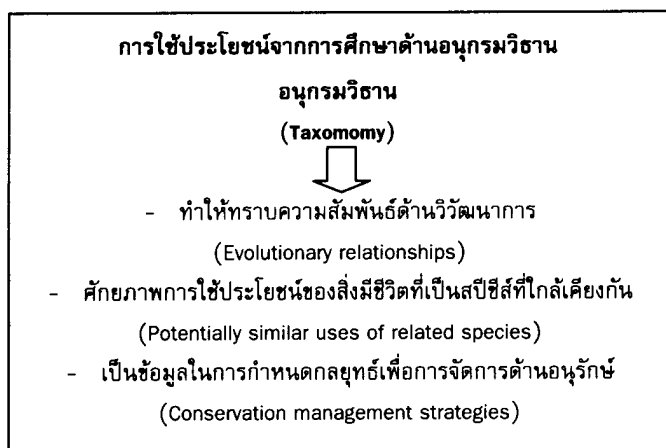 การใช้ประโยชน์จากการศึกษาด้านอนุกรมวิธาน
อนุกรมวิธาน
(Taxomomy)
- ทำให้ทราบความสัมพันธ์ด้านวิวัฒนาการ
(Evolutionary relationships)
- ศักยภาพการใช้ประโยชน์ของสิ่งมีชีวิตที่เป็นสปีชีส์ที่ใกล้เคียงกัน
(Potentially similar uses of related species)
- เป็นข้อมูลในการกำหนดกลยุทธ์เพื่อการจัดการด้านอนุรักษ์
(Conservation management strategies)